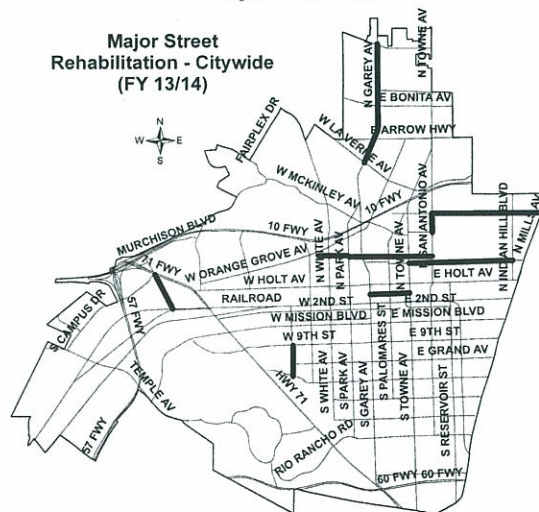 Major Street
Rehabilitation - Citywide
(FY 13/14)
N
W E
S
N GAREY AV
N TOWNE AV
E BONITA AV
E ARROW HWY
W LA VERNE AV
FAIRPLEX DR
W MCKINLEY AV
10 FWY
MURCHISON BLVD
10 FWY
N WHITE AV
N PARK AV
N TOWNE AV
N SAN ANTONIO AV
N INDIAN HILL BLVD
N MILLS AV
71 FWY
W ORANGE GROVE AV
W HOLT AV
E HOLT AV
RAILROAD
W 2ND ST
E 2ND ST
S CAMPUS DR
57 FWY
W MISSION BLVD
E MISSION BLVD
W 9TH ST
E 9TH ST
E GRAND AV
TEMPLE AV
HWY 71
S WHITE AV
S PARK AV
S GAREY AV
S PALOMARES ST
S TOWNE AV
S RESERVOIR ST
57 FWY
RIO RANCHO RD
60 FWY 60 FWY